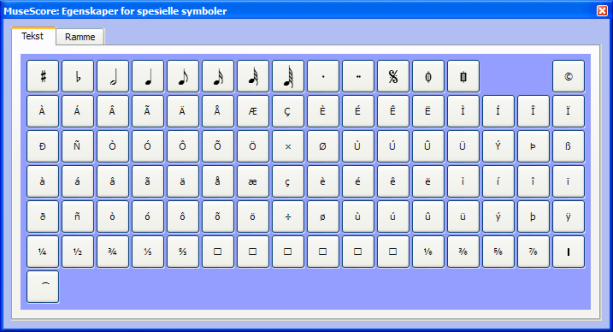 MuseScore: Egenskaper for spesielle symboler
Tekst Ramme
♯ ♭ 𝅗𝅥 𝅘𝅥 𝅘𝅥𝅮 𝅘𝅥𝅯 𝅘𝅥𝅰 𝅘𝅥𝅱 · ·· 𝄋 ©
À Á Â Ã Ä Å Æ Ç È É Ê Ë Ì Í Î Ï
Ð Ñ Ò Ó Ô Õ Ö × Ø Ù Ú Û Ü Ý Þ ß
à á â ã ä å æ ç è é ê ë ì í î ï
ð ñ ò ó ô õ ö ÷ ø ù ú û ü ý þ ÿ
¼ ½ ¾ ⅓ ⅔ □ □ □ □ □ □ ⅛ ⅜ ⅝ ⅞